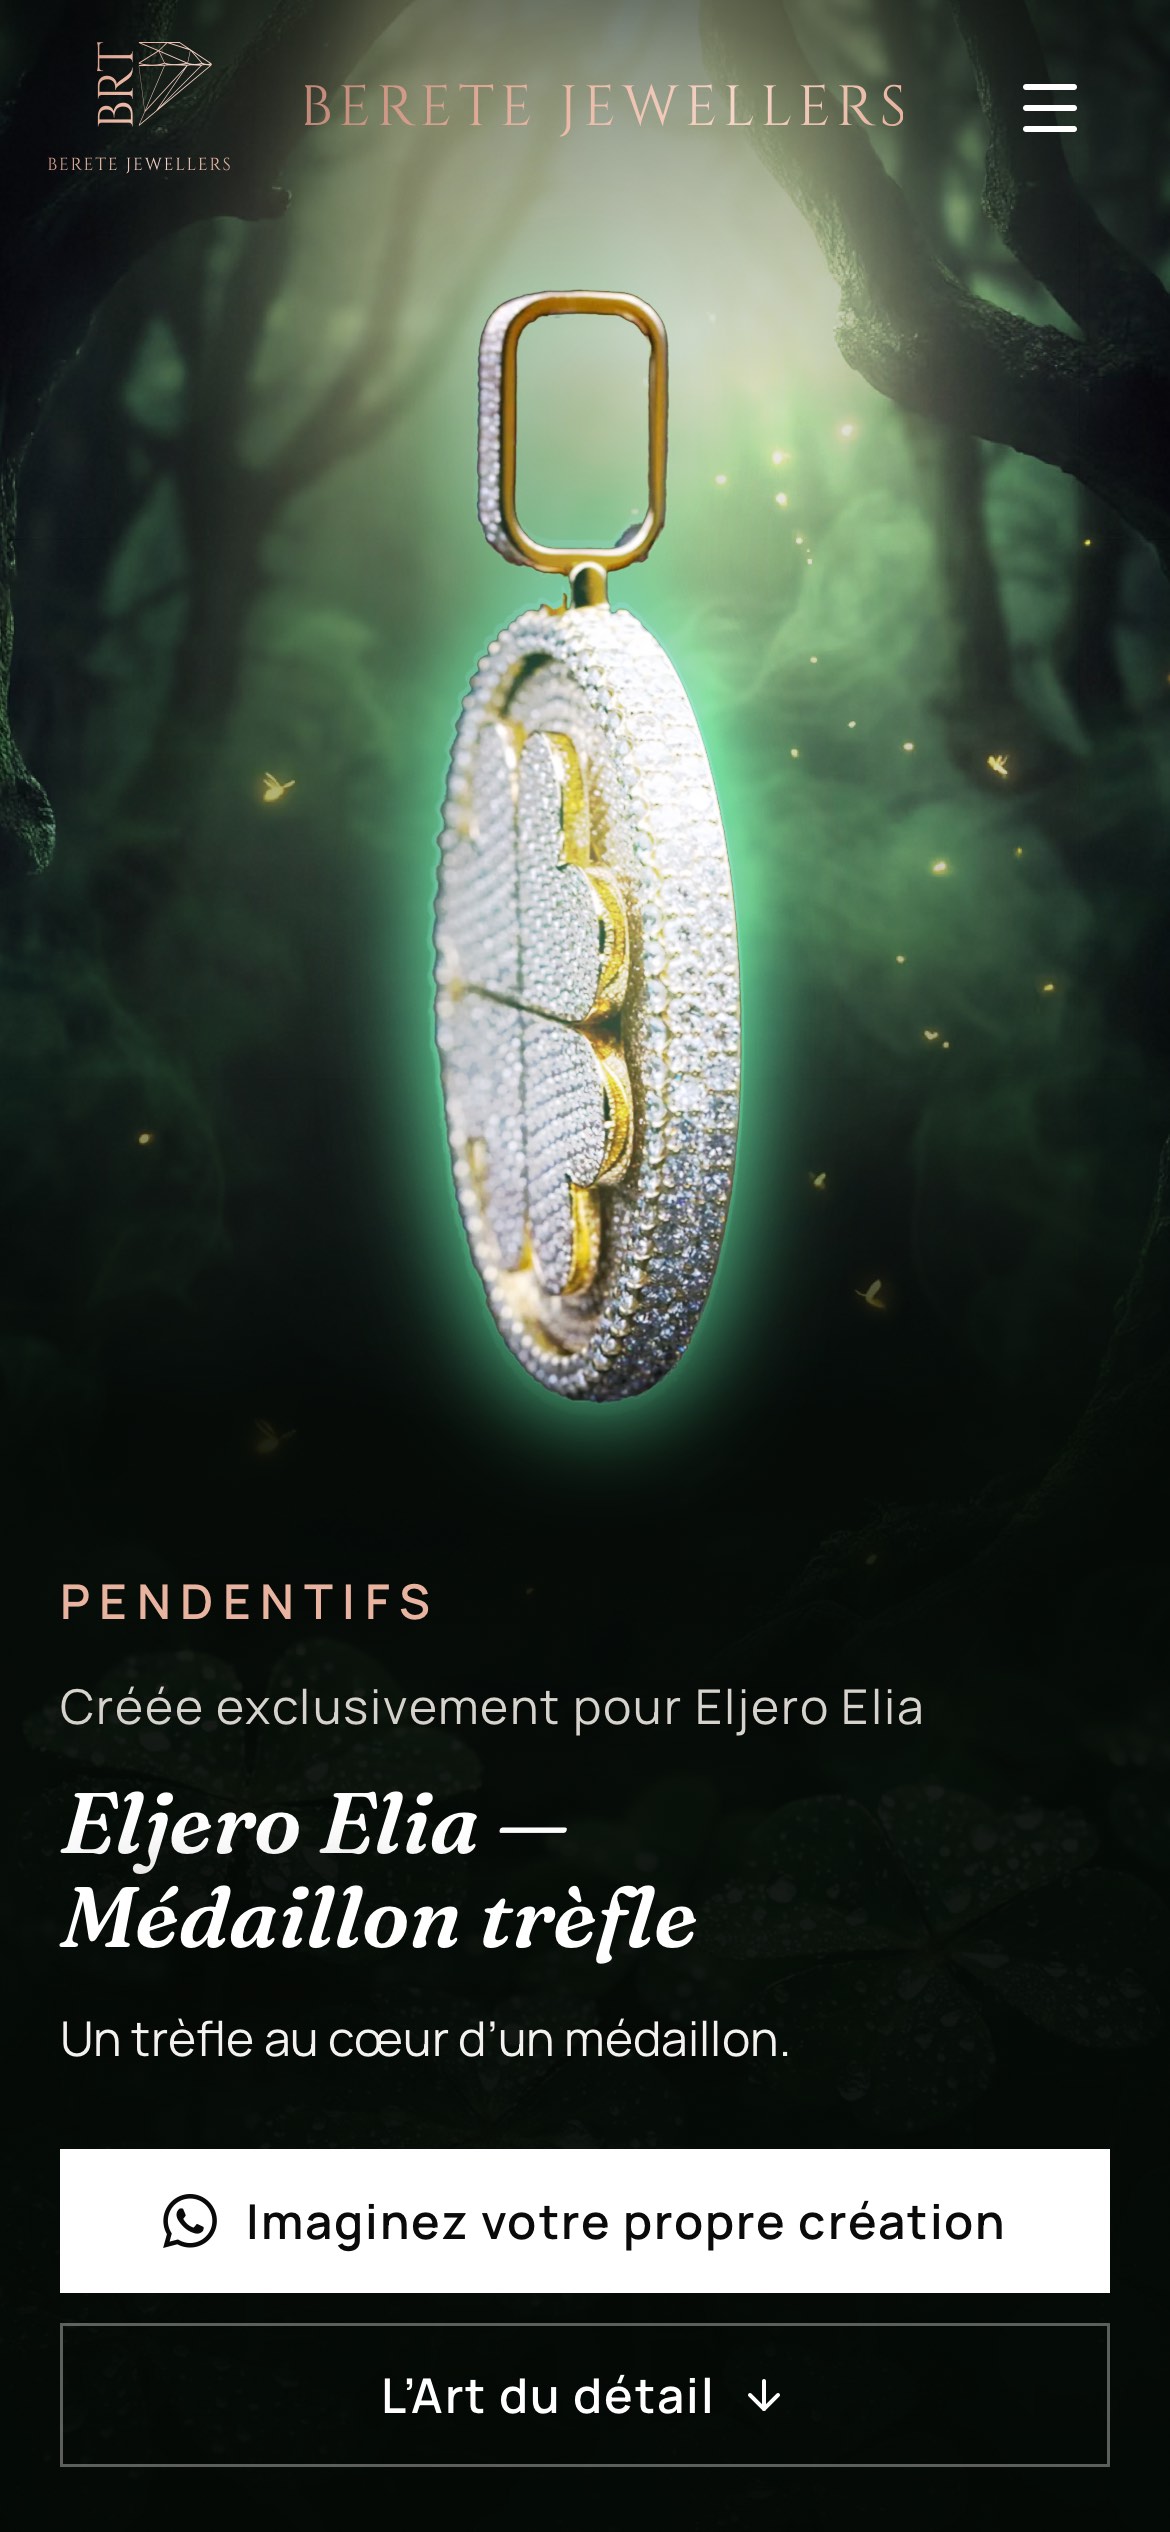 BRT
BERETE JEWELLERS
BERETE JEWELLERS
PENDENTIFS
Créée exclusivement pour Eljero Elia
Eljero Elia —
Médaillon trèfle
Un trèfle au cœur d’un médaillon.
Imaginez votre propre création
L’Art du détail ↓